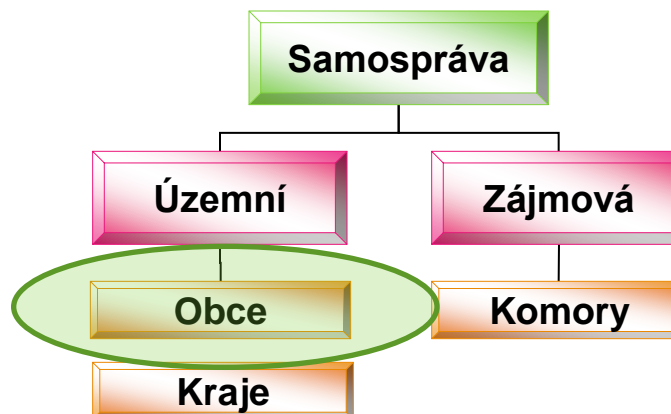 Samospráva
Územní
Zájmová
Obce
Komory
Kraje